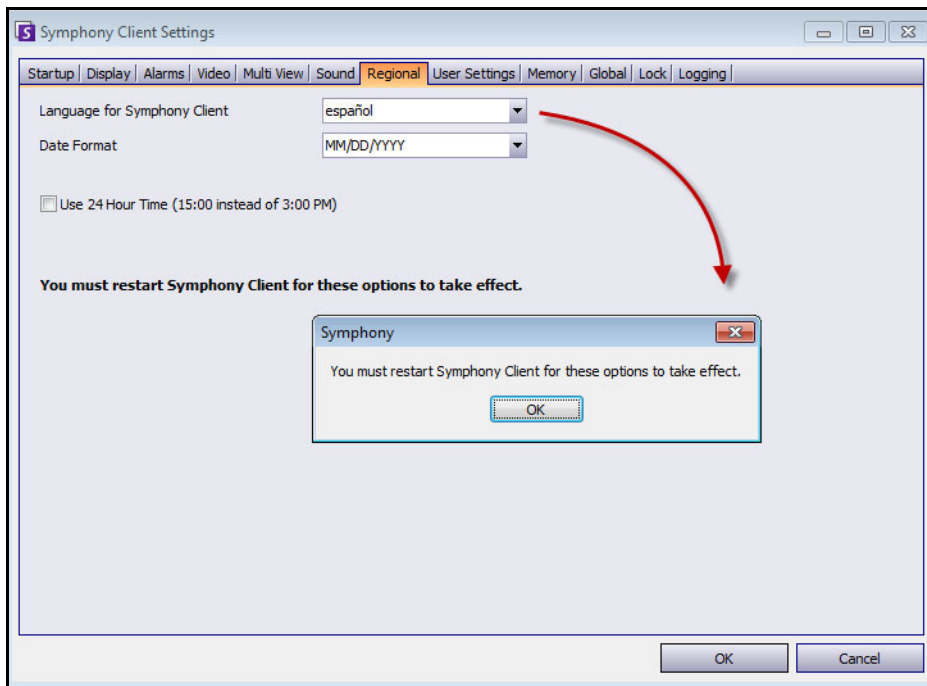 Symphony Client Settings
Startup Display Alarms Video Multi View Sound Regional User Settings Memory Global Lock Logging
Language for Symphony Client español
Date Format MM/DD/YYYY
Use 24 Hour Time (15:00 instead of 3:00 PM)
You must restart Symphony Client for these options to take effect.
Symphony
You must restart Symphony Client for these options to take effect.
OK
OK Cancel